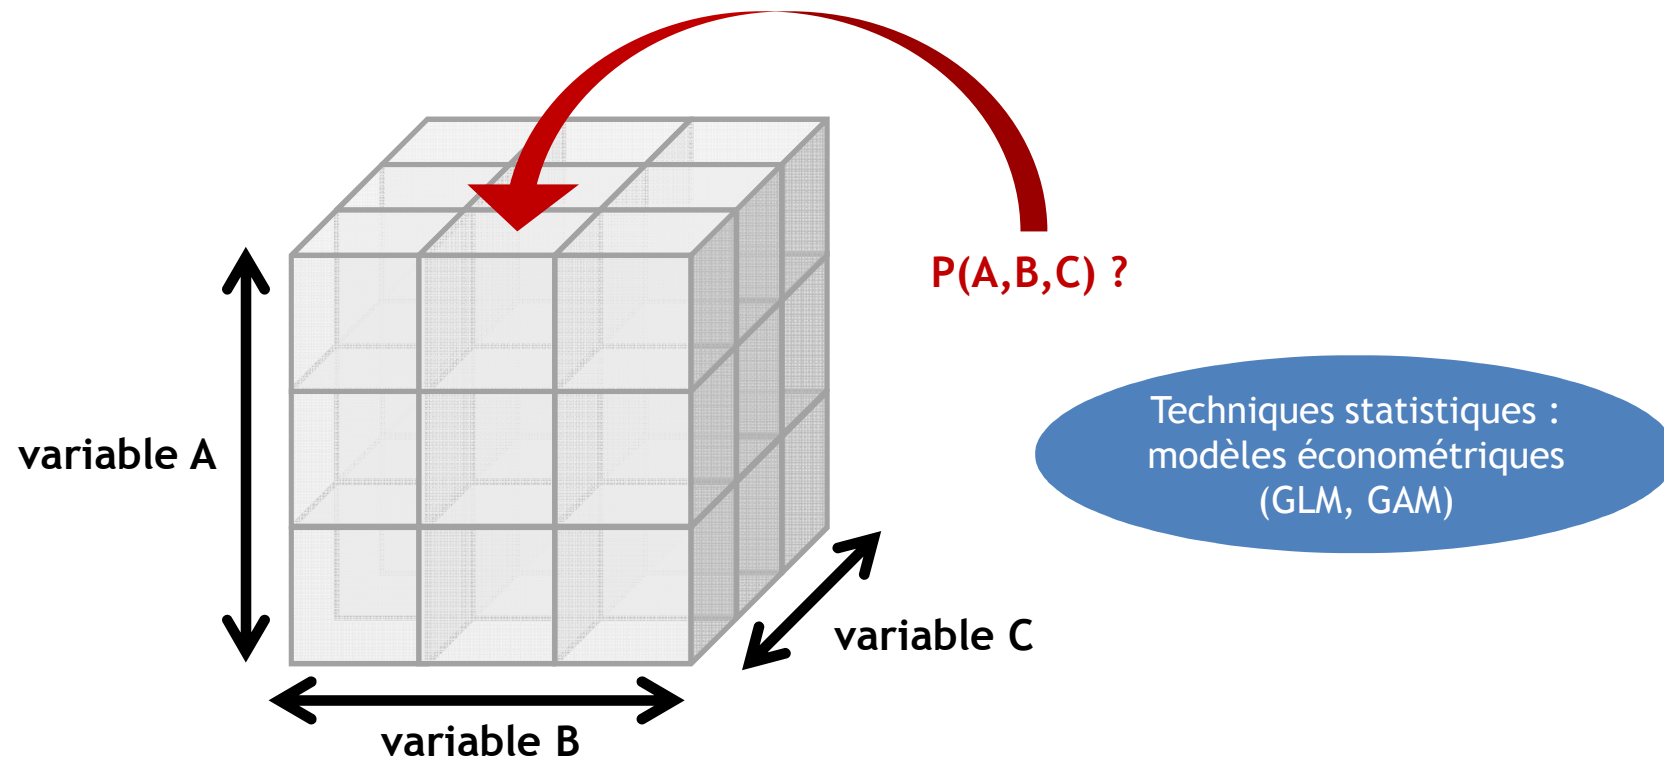 P(A,B,C) ?
Techniques statistiques :
modèles économétriques
(GLM, GAM)
variable A
variable C
variable B